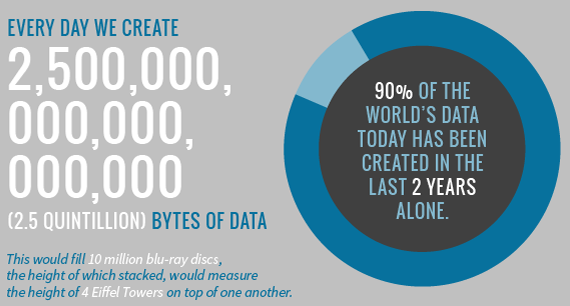 EVERY DAY WE CREATE
2,500,000,
000,000,
000,000
(2.5 QUINTILLION) BYTES OF DATA
This would fill 10 million blu-ray discs,
the height of which stacked, would measure
the height of 4 Eiffel Towers on top of one another.
90% OF THE
WORLD'S DATA
TODAY HAS BEEN
CREATED IN THE
LAST 2 YEARS
ALONE.